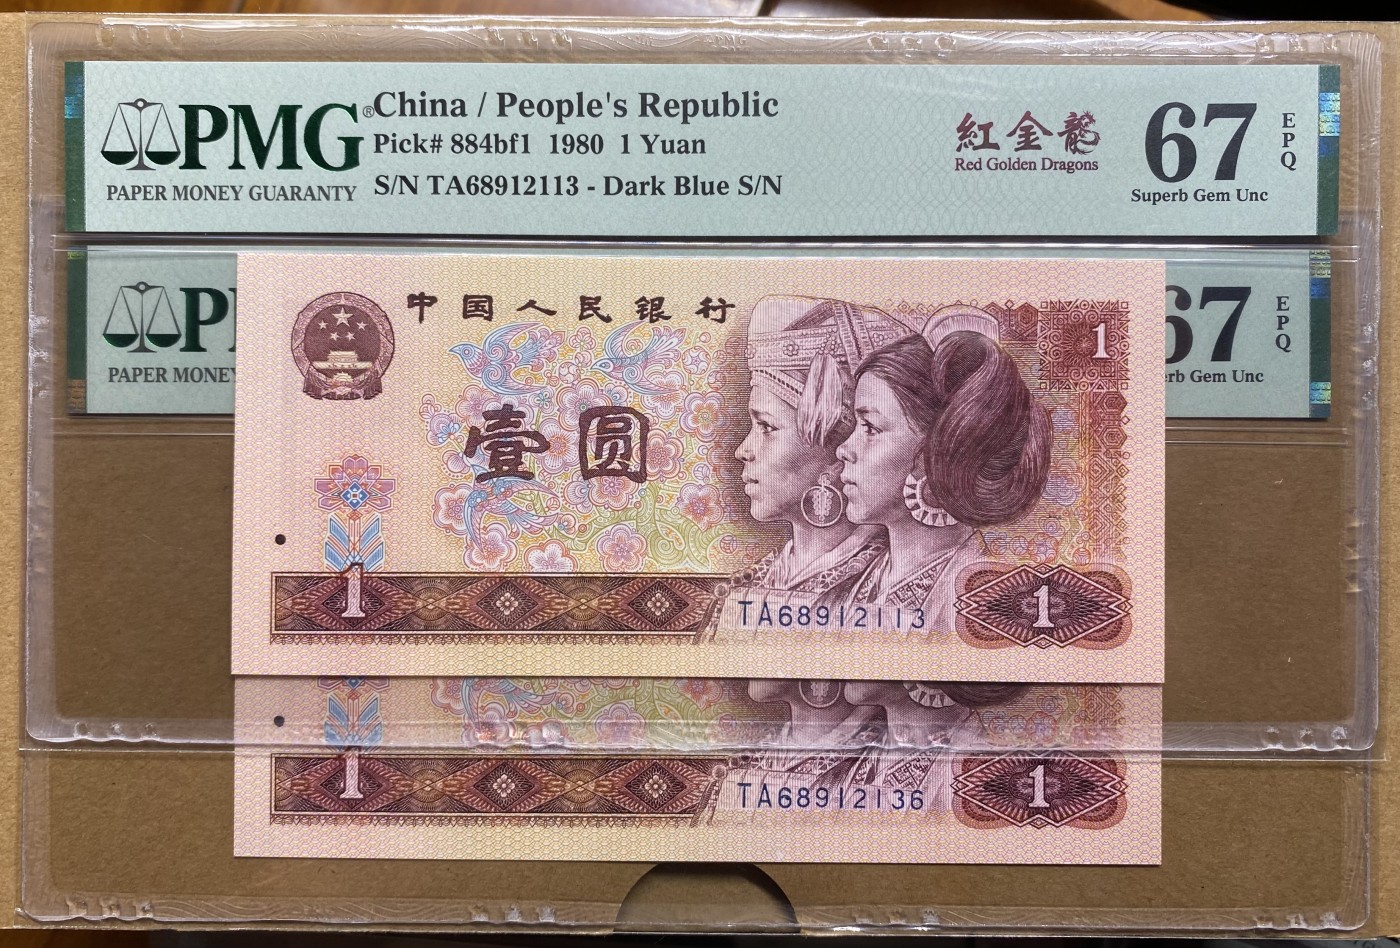 PMG®
PAPER MONEY GUARANTY
China / People's Republic
Pick# 884bf1 1980 1 Yuan
S/N TA68912113 - Dark Blue S/N
紅金龍
Red Golden Dragons
67
EPQ
Superb Gem Unc
PAPER MONEY
67
EPQ
Gem Unc
中国人民银行
1
壹圆
1
TA68912113
1
1
TA68912136
1